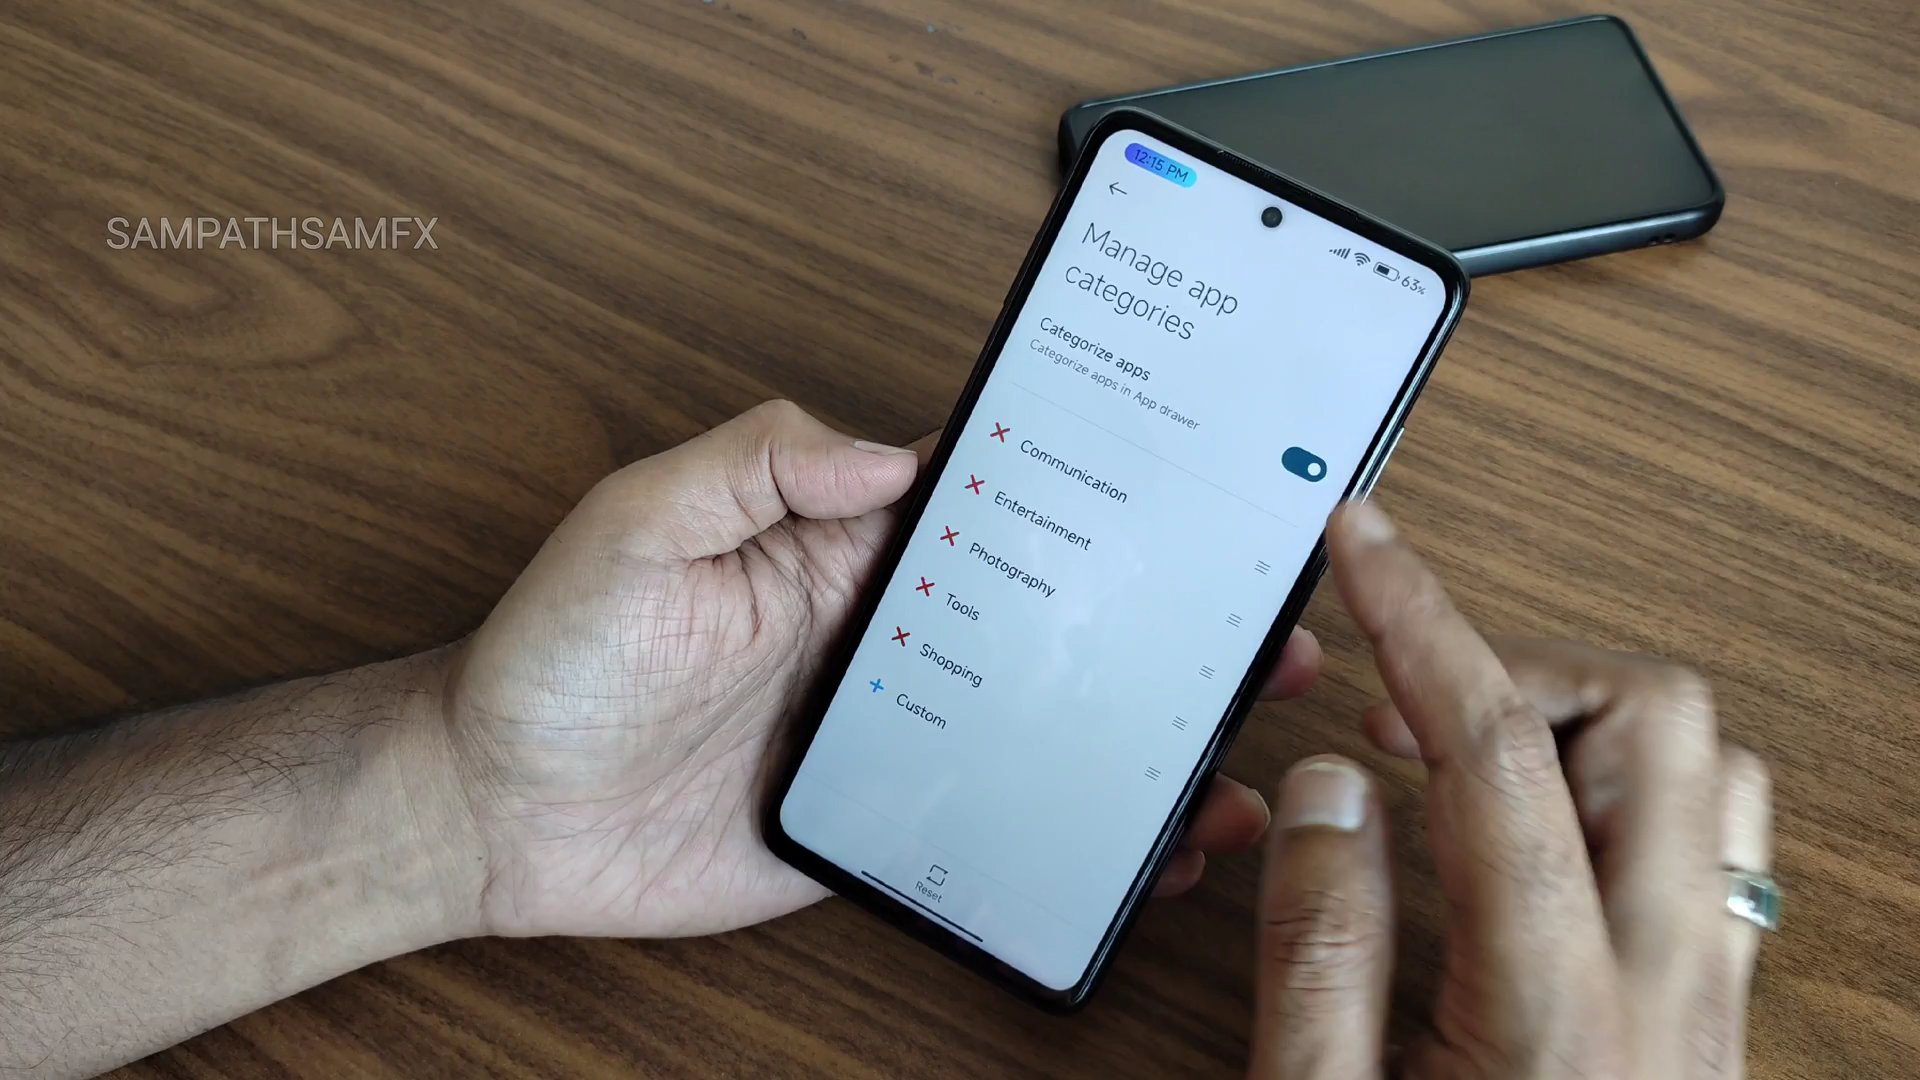 SAMPATHSAMFX
12:15 PM
63%
Manage app
categories
Categorize apps
Categorize apps in App drawer
Communication
Entertainment
Photography
Tools
Shopping
Custom
Reset